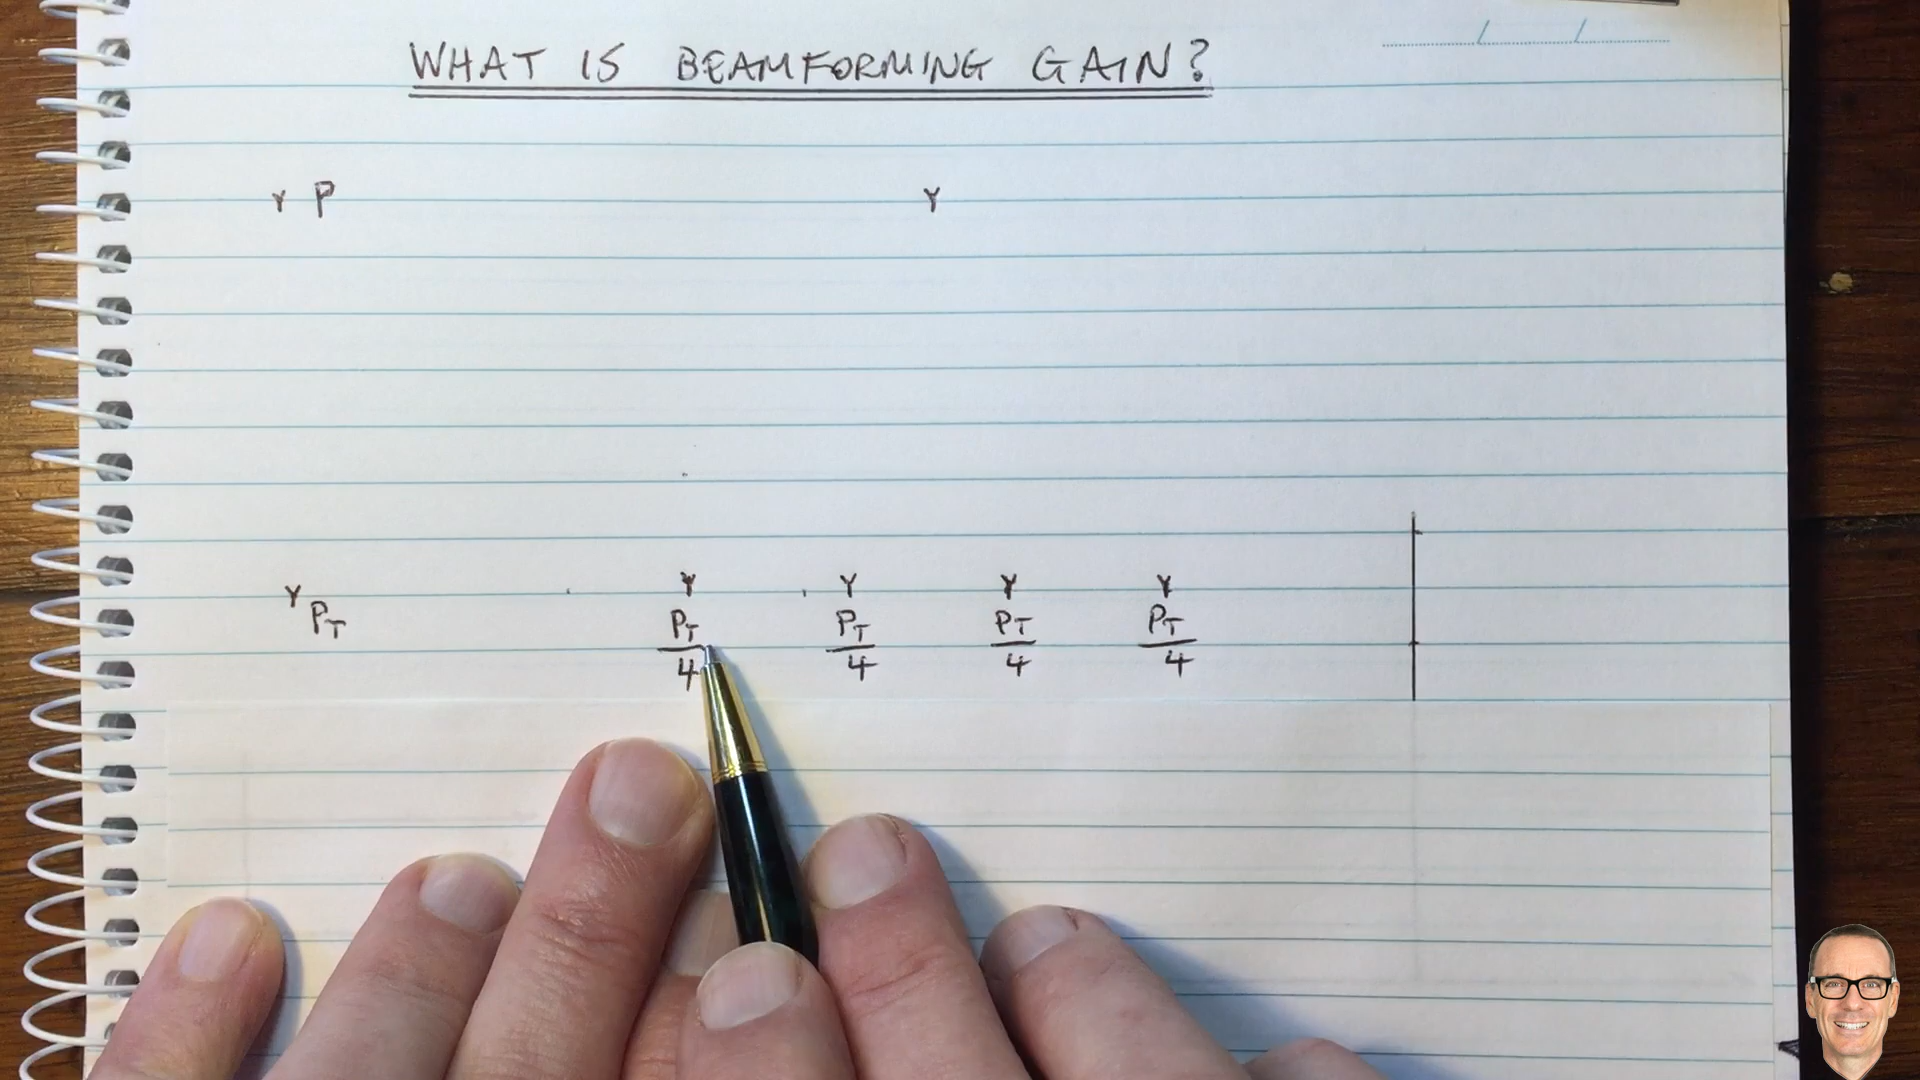 WHAT IS BEAMFORMING GAIN?
P
P_T P_T/4 P_T/4 P_T/4 P_T/4